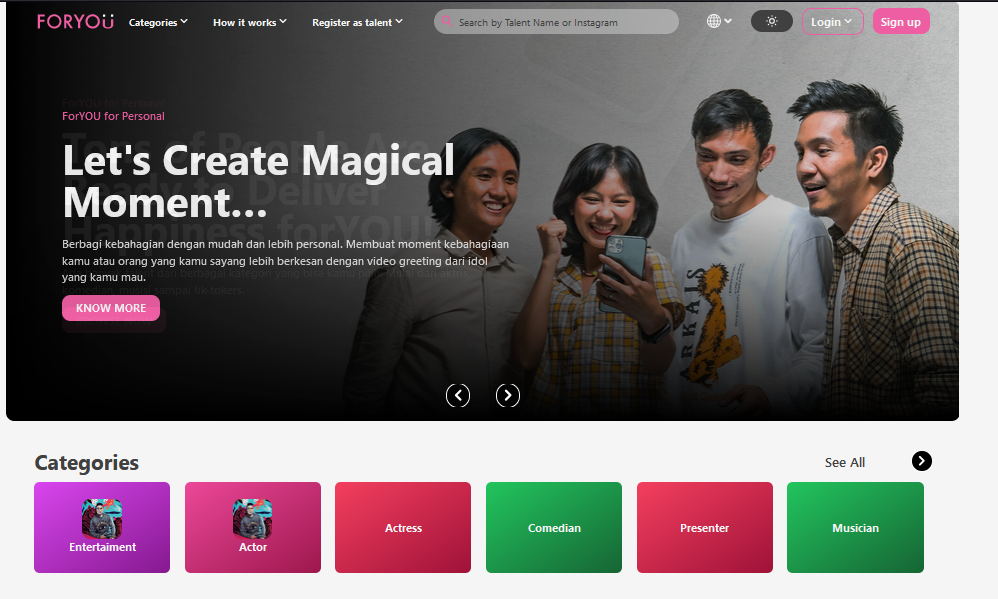 FORYOU
Categories
How it works
Register as talent
Search by Talent Name or Instagram
Login
Sign up
ForYOU for Personal
Let's Create Magical
Moment...
Berbagi kebahagian dengan mudah dan lebih personal. Membuat moment kebahagiaan
kamu atau orang yang kamu sayang lebih berkesan dengan video greeting dari idol
yang kamu mau.
KNOW MORE
ARKAIS
Categories
See All
Entertaiment
Actor
Actress
Comedian
Presenter
Musician